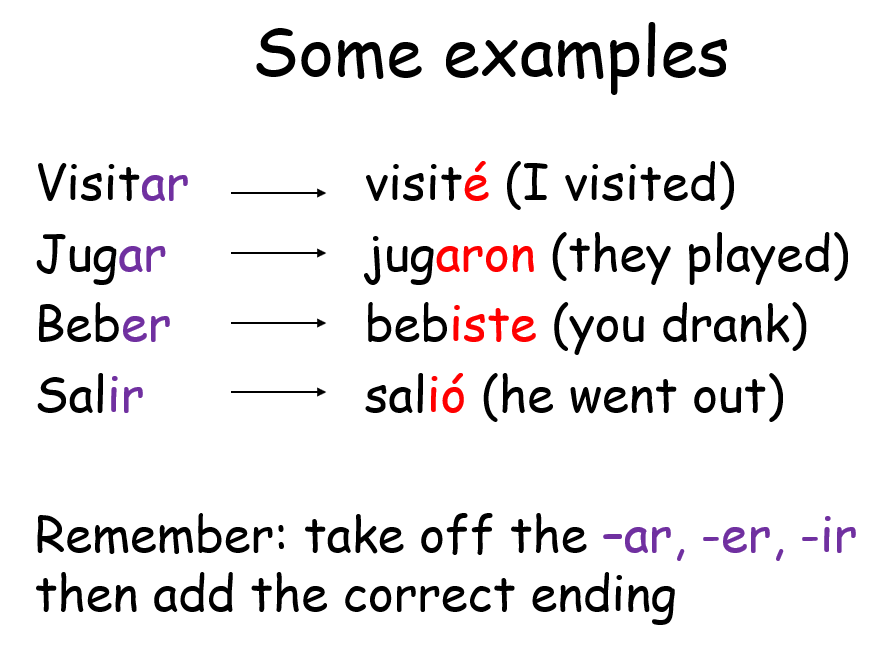 Some examples
Visitar visité (I visited)
Jugar jugaron (they played)
Beber bebiste (you drank)
Salir salió (he went out)
Remember: take off the –ar, -er, -ir
then add the correct ending